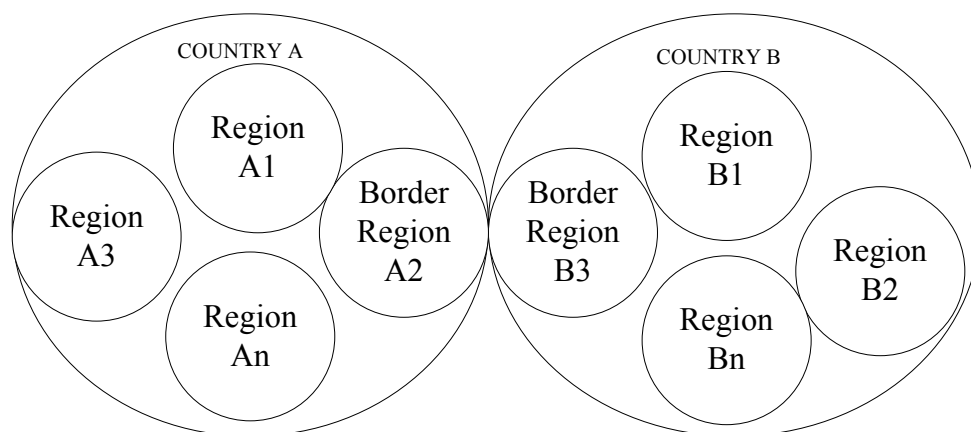 COUNTRY A
Region
A1
Region
A3
Border
Region
A2
Region
An
COUNTRY B
Region
B1
Border
Region
B3
Region
B2
Region
Bn